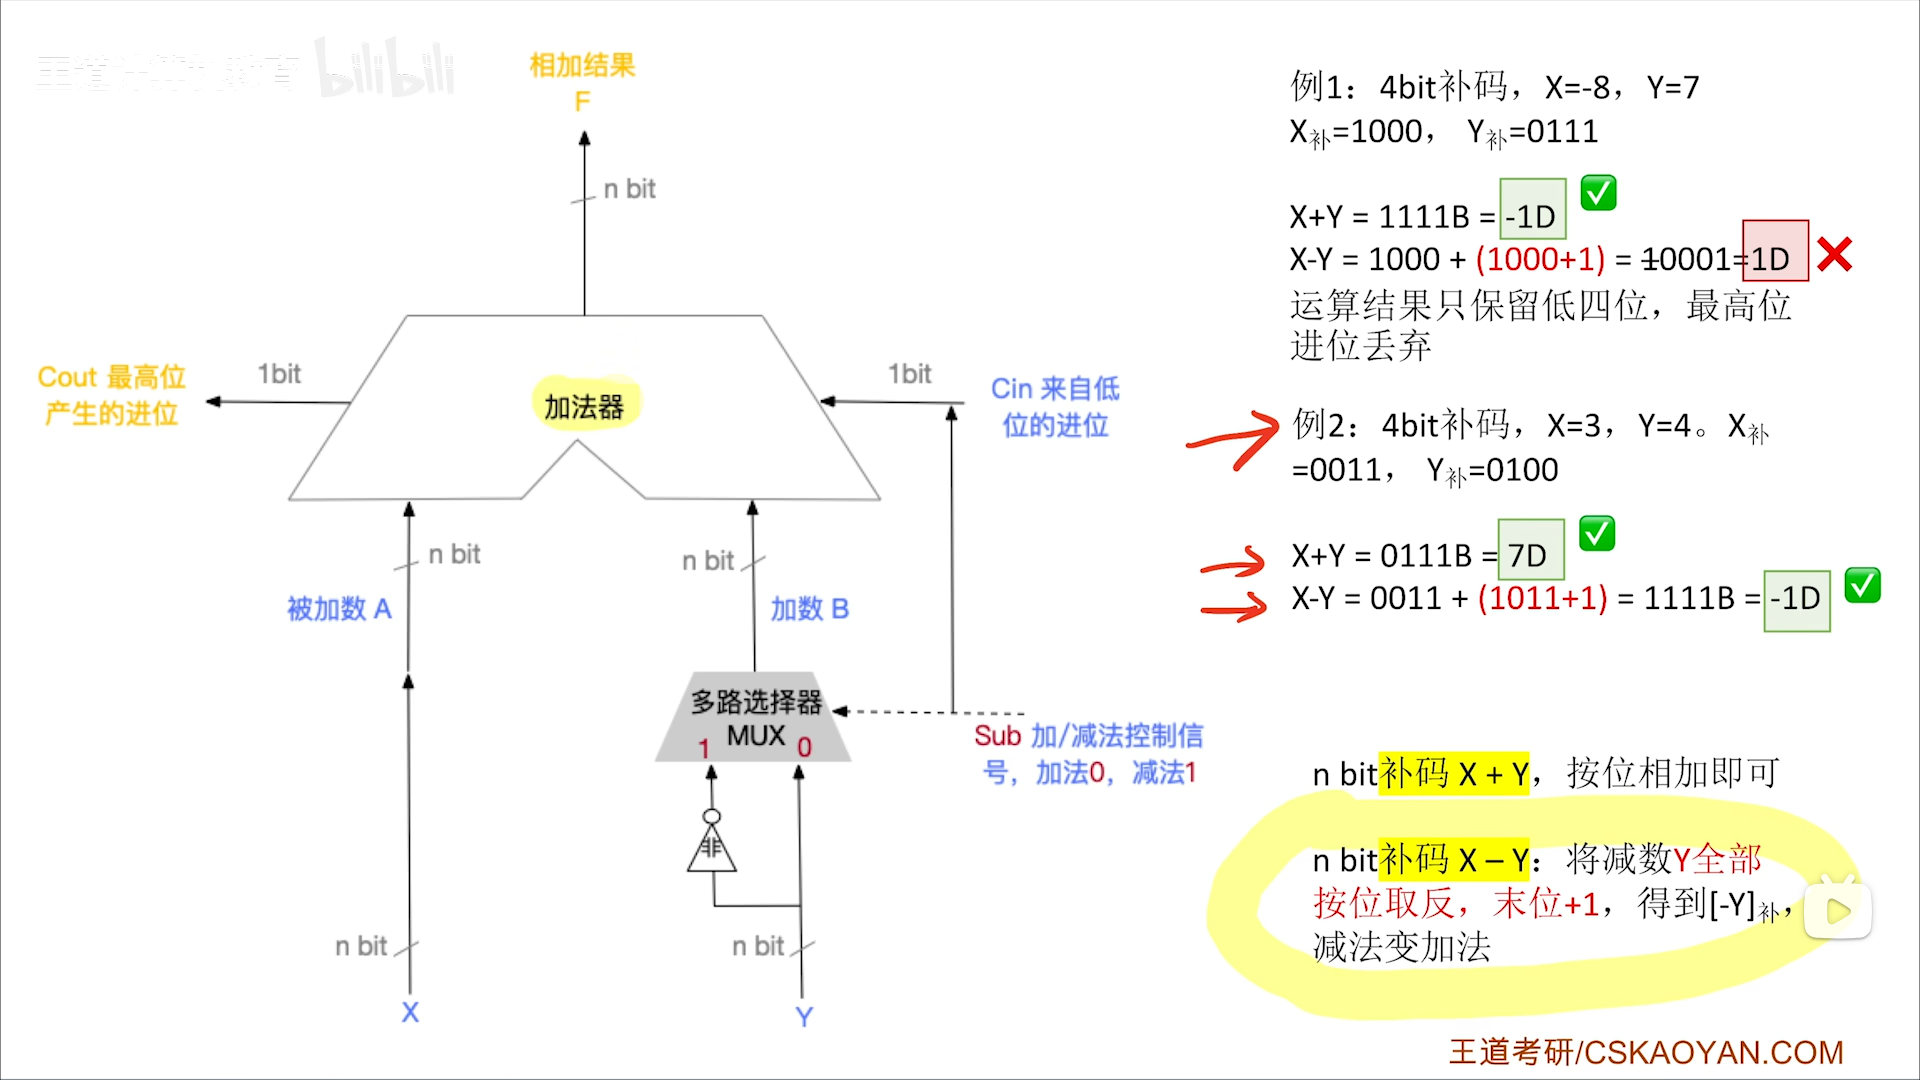 王道计算机教育 bilibili
相加结果
F
n bit
Cout 最高位
产生的进位
1bit
加法器
1bit
Cin 来自低
位的进位
n bit
被加数 A
n bit
加数 B
多路选择器
MUX
1
0
Sub 加/减法控制信
号，加法0，减法1
非
n bit
X
n bit
Y
例1：4bit补码，X=-8，Y=7
X补=1000， Y补=0111
X+Y = 1111B = -1D
X-Y = 1000 + (1000+1) = 10001=1D
运算结果只保留低四位，最高位
进位丢弃
例2：4bit补码，X=3，Y=4。X补
=0011， Y补=0100
X+Y = 0111B = 7D
X-Y = 0011 + (1011+1) = 1111B = -1D
n bit补码 X + Y，按位相加即可
n bit补码 X – Y：将减数Y全部
按位取反，末位+1，得到[-Y]补，
减法变加法
王道考研/CSKAOYAN.COM